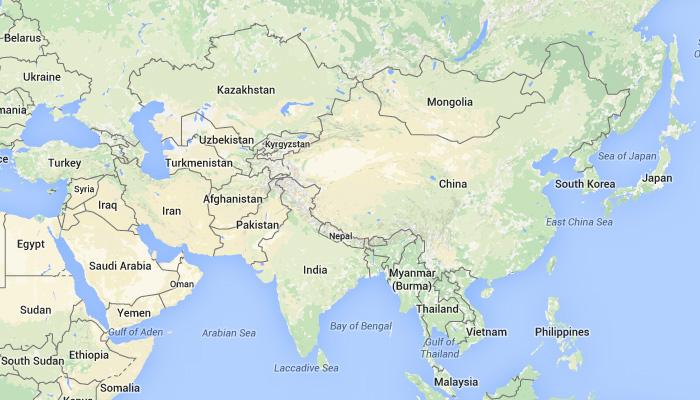 Belarus
Ukraine
Kazakhstan
Mongolia
Uzbekistan
Kyrgyzstan
Sea of Japan
Turkey
Turkmenistan
Japan
Syria
China
South Korea
Iraq
Iran
Afghanistan
Pakistan
East China Sea
Egypt
Nepal
Saudi Arabia
India
Myanmar
(Burma)
Oman
Sudan
Yemen
Thailand
Gulf of Aden
Arabian Sea
Bay of Bengal
Vietnam
Philippines
Gulf of
Thailand
South Sudan
Ethiopia
Laccadive Sea
Malaysia
Somalia